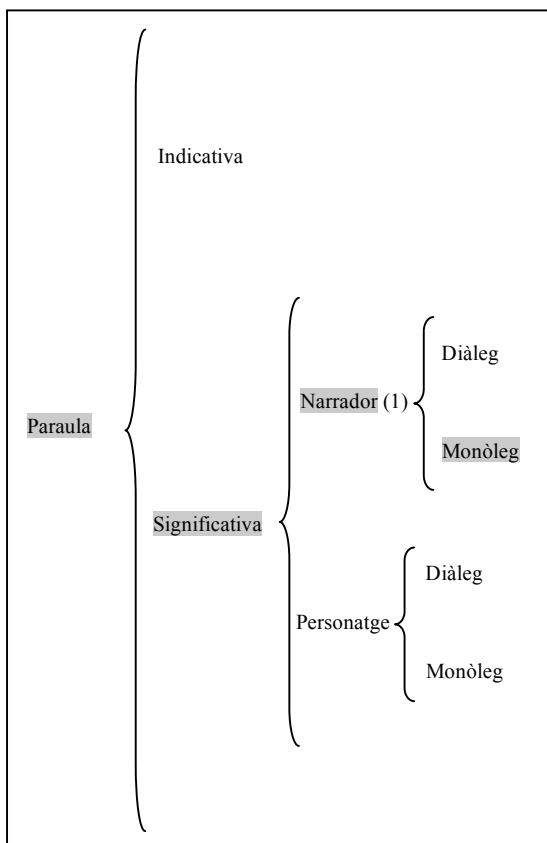 Indicativa
Diàleg
Narrador (1)
Paraula
Monòleg
Significativa
Diàleg
Personatge
Monòleg